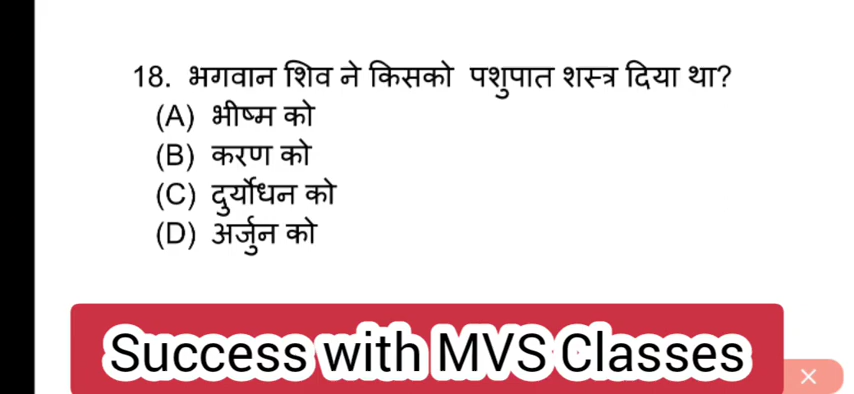 18. भगवान शिव ने किसको पशुपात शस्त्र दिया था?
(A) भीष्म को
(B) करण को
(C) दुर्योधन को
(D) अर्जुन को
Success with MVS Classes